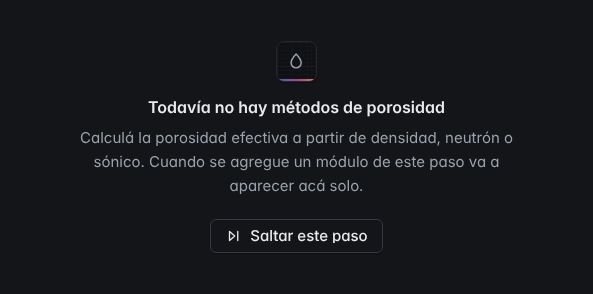 Todavía no hay métodos de porosidad
Calculá la porosidad efectiva a partir de densidad, neutrón o
sónico. Cuando se agregue un módulo de este paso va a
aparecer acá solo.
Saltar este paso